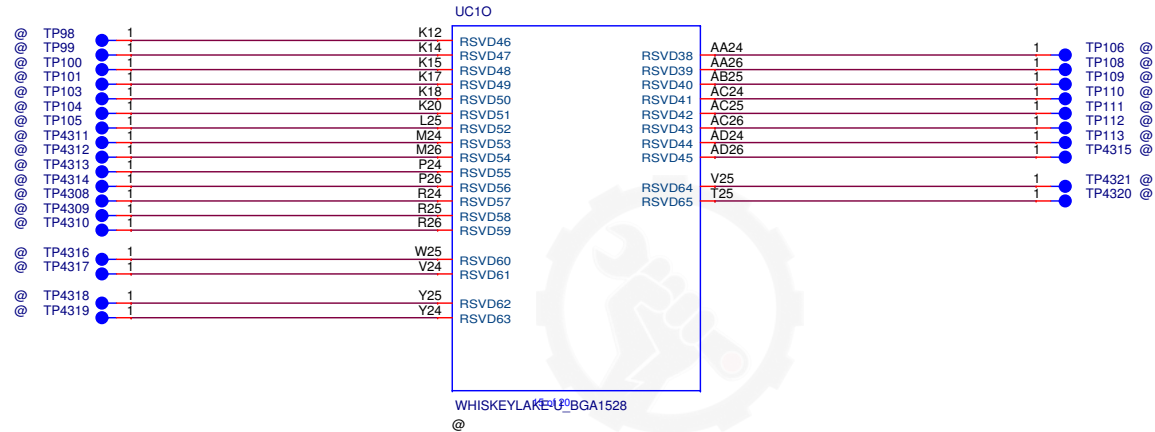 UC1O
@ TP98 1 K12 RSVD46
@ TP99 1 K14 RSVD47
@ TP100 1 K15 RSVD48
@ TP101 1 K17 RSVD49
@ TP103 1 K18 RSVD50
@ TP104 1 K20 RSVD51
@ TP105 1 L25 RSVD52
@ TP4311 1 M24 RSVD53
@ TP4312 1 M26 RSVD54
@ TP4313 1 P24 RSVD55
@ TP4314 1 P26 RSVD56
@ TP4308 1 R24 RSVD57
@ TP4309 1 R25 RSVD58
@ TP4310 1 R26 RSVD59
@ TP4316 1 W25 RSVD60
@ TP4317 1 V24 RSVD61
@ TP4318 1 Y25 RSVD62
@ TP4319 1 Y24 RSVD63
RSVD38 AA24 1 TP106 @
RSVD39 AA26 1 TP108 @
RSVD40 AB25 1 TP109 @
RSVD41 AC24 1 TP110 @
RSVD42 AC25 1 TP111 @
RSVD43 AC26 1 TP112 @
RSVD44 AD24 1 TP113 @
RSVD45 AD26 1 TP4315 @
RSVD64 V25 1 TP4321 @
RSVD65 T25 1 TP4320 @
WHISKEYLAKE-U_BGA1528
15 of 20
@